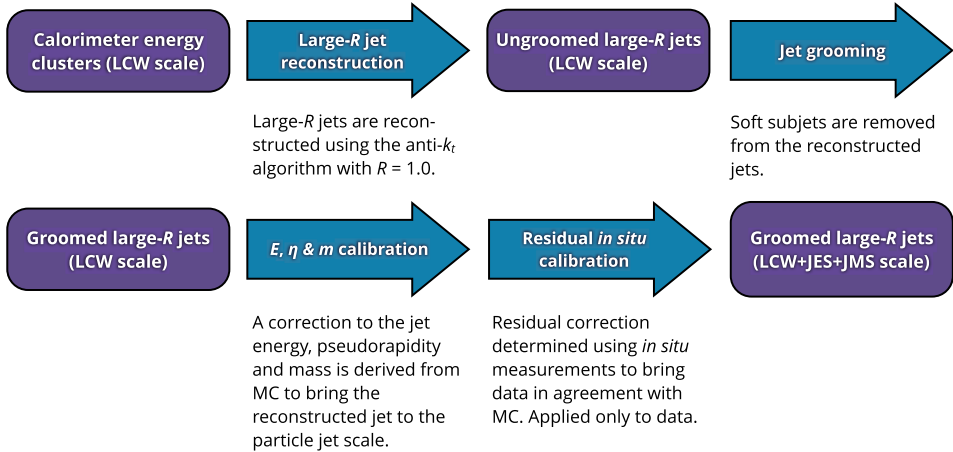 Calorimeter energy
clusters (LCW scale)
Large-R jet
reconstruction
Ungroomed large-R jets
(LCW scale)
Jet grooming
Large-R jets are recon-
structed using the anti-kt
algorithm with R = 1.0.
Soft subjets are removed
from the reconstructed
jets.
Groomed large-R jets
(LCW scale)
E, η & m calibration
Residual in situ
calibration
Groomed large-R jets
(LCW+JES+JMS scale)
A correction to the jet
energy, pseudorapidity
and mass is derived from
MC to bring the
reconstructed jet to the
particle jet scale.
Residual correction
determined using in situ
measurements to bring
data in agreement with
MC. Applied only to data.